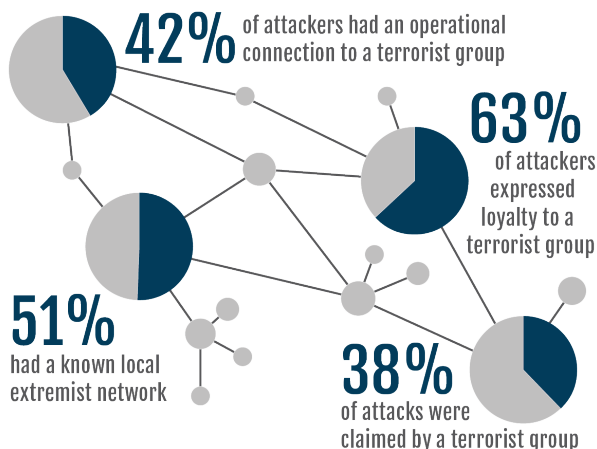 42% of attackers had an operational
connection to a terrorist group
63%
of attackers
expressed
loyalty to a
terrorist group
51%
had a known local
extremist network
38%
of attacks were
claimed by a terrorist group